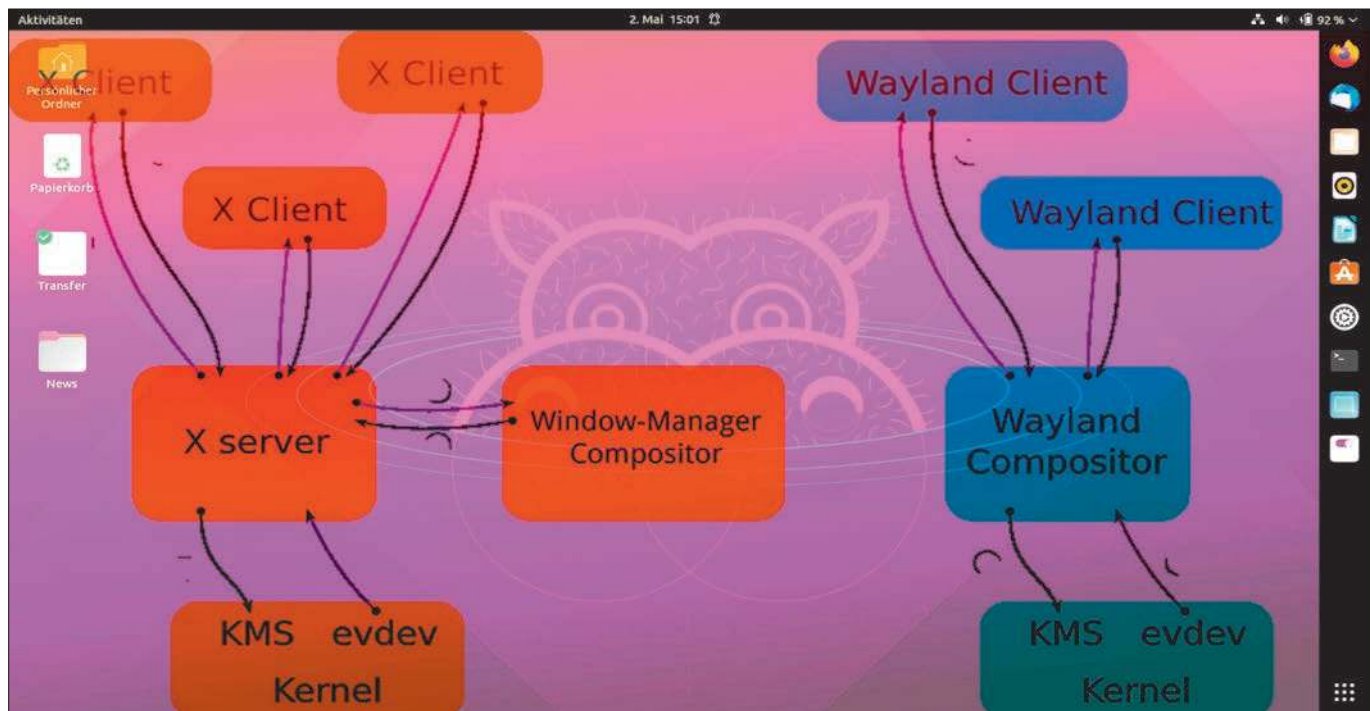 Aktivitäten
2. Mai 15:01
92 %
X Client
Persönlicher
Ordner
X Client
Wayland Client
Papierkorb
X Client
Wayland Client
Transfer
News
X server
Window-Manager
Compositor
Wayland
Compositor
KMS evdev
Kernel
KMS evdev
Kernel